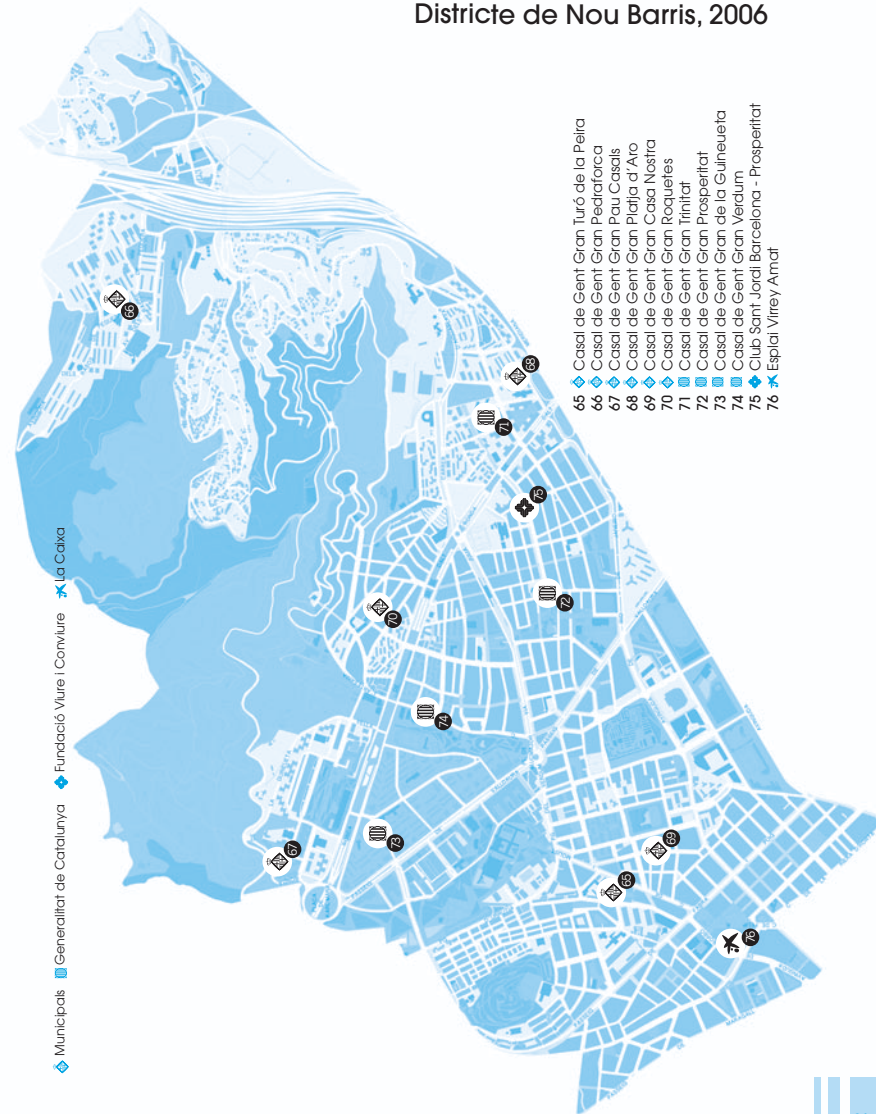 Districte de Nou Barris, 2006
Municipals Generalitat de Catalunya Fundació Viure i Conviure La Caixa
65 Casal de Gent Gran Turó de la Peira
66 Casal de Gent Gran Pedraforca
67 Casal de Gent Gran Pau Casals
68 Casal de Gent Gran Platja d'Aro
69 Casal de Gent Gran Casa Nostra
70 Casal de Gent Gran Roquetes
71 Casal de Gent Gran Trinitat
72 Casal de Gent Gran Prosperitat
73 Casal de Gent Gran de la Guineueta
74 Casal de Gent Gran Verdum
75 Club Sant Jordi Barcelona - Prosperitat
76 Esplai Virrey Amat
66
68
71
75
70
72
74
73
67
69
65
76